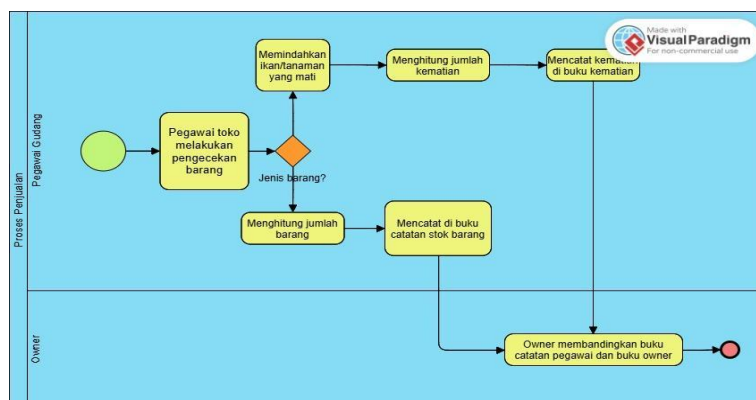 Made with
Visual Paradigm
For non-commercial use
Proses Penjualan
Pegawai Gudang
Owner
Pegawai toko
melakukan
pengecekan
barang
Jenis barang?
Memindahkan
ikan/tanaman
yang mati
Menghitung jumlah
kematian
Mencatat
di buku kematian
Menghitung jumlah
barang
Mencatat di buku
catatan stok barang
Owner membandingkan buku
catatan pegawai dan buku owner